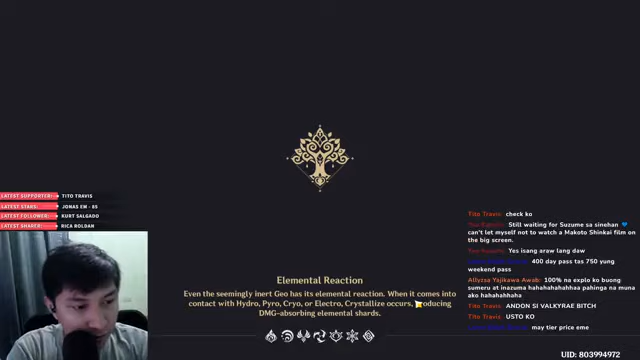 LATEST SUPPORTER: TITO TRAVIS
LATEST STARS: JONAS EM - 85
LATEST FOLLOWER: KURT SALGADO
LATEST SHARER: RICA ROLDAN
Elemental Reaction
Even the seemingly inert Geo has its elemental reaction. When it comes into
contact with Hydro, Pyro, Cryo, or Electro, Crystallize occurs, producing
DMG-absorbing elemental shards.
Tito Travis: check ko
Still waiting for Suzume sa sinehan 💙
can't let myself not to watch a Makoto Shinkai film on
the big screen.
Yes isang araw lang daw
400 day pass tas 750 yung
weekend pass
Allyzsa Yajikawa Awab: 100% na explo ko buong
sumeru at inazuma hahahahahahhaa pahinga na muna
ako hahahahhaha
Tito Travis: ANDON SI VALKYRAE BITCH
Tito Travis: USTO KO
may tier price eme
UID: 803994972